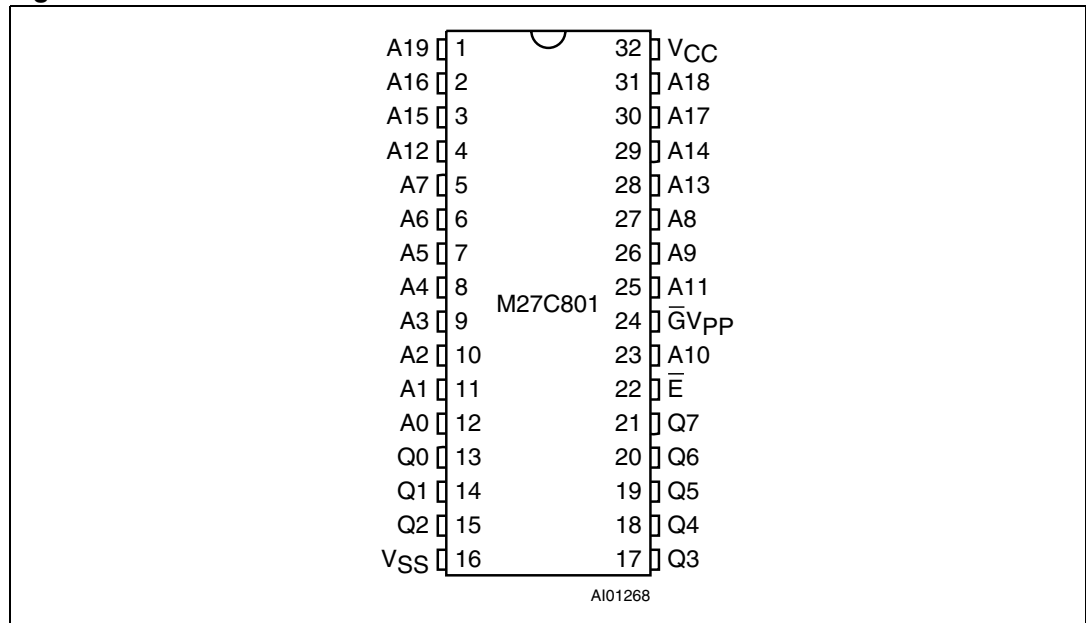 A19 1 32 VCC
A16 2 31 A18
A15 3 30 A17
A12 4 29 A14
A7 5 28 A13
A6 6 27 A8
A5 7 26 A9
A4 8 25 A11
M27C801
A3 9 24 G̅VPP
A2 10 23 A10
A1 11 22 E̅
A0 12 21 Q7
Q0 13 20 Q6
Q1 14 19 Q5
Q2 15 18 Q4
VSS 16 17 Q3
AI01268